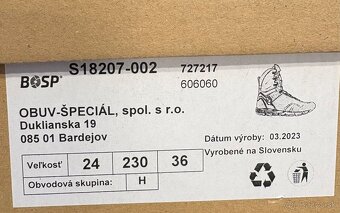 BOSP®
S18207-002
727217
606060
OBUV-ŠPECIÁL, spol. s r.o.
Duklianska 19
085 01 Bardejov
Dátum výroby: 03.2023
Vyrobené na Slovensku
Veľkosť 24 230 36
Obvodová skupina: H